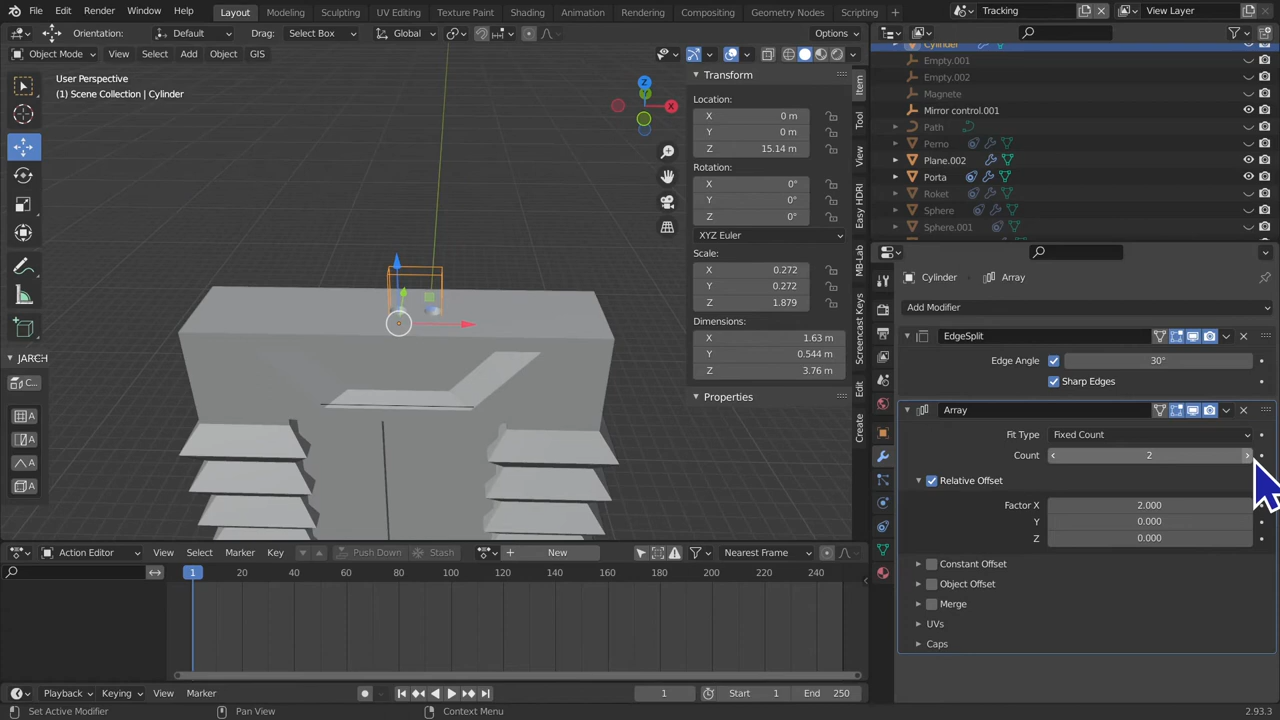 File Edit Render Window Help Layout Modeling Sculpting UV Editing Texture Paint Shading Animation Rendering Compositing Geometry Nodes Scripting + Tracking View Layer
Orientation: Default Drag: Select Box Global Options
Object Mode View Select Add Object GIS
User Perspective
(1) Scene Collection | Cylinder
Z
X
JARCH
C...
A
A
A
A
Transform
Location:
X 0 m
Y 0 m
Z 15.14 m
Rotation:
X 0°
Y 0°
Z 0°
XYZ Euler
Scale:
X 0.272
Y 0.272
Z 1.879
Dimensions:
X 1.63 m
Y 0.544 m
Z 3.76 m
Properties
Item
Tool
View
Easy HDRI
MB-Lab
Screencast Keys
Edit
Create
Cylinder
Empty.001
Empty.002
Magnete
Mirror control.001
Path
Perno
Plane.002
Porta
Roket
Sphere
Sphere.001
Cylinder Array
Add Modifier
EdgeSplit
Edge Angle 30°
Sharp Edges
Array
Fit Type Fixed Count
Count 2
Relative Offset
Factor X 2.000
Y 0.000
Z 0.000
Constant Offset
Object Offset
Merge
UVs
Caps
Action Editor View Select Marker Key Push Down Stash + New Nearest Frame
1 20 40 60 80 100 120 140 160 180 200 220 240
Playback Keying View Marker 1 Start 1 End 250
Set Active Modifier Pan View Context Menu 2.93.3